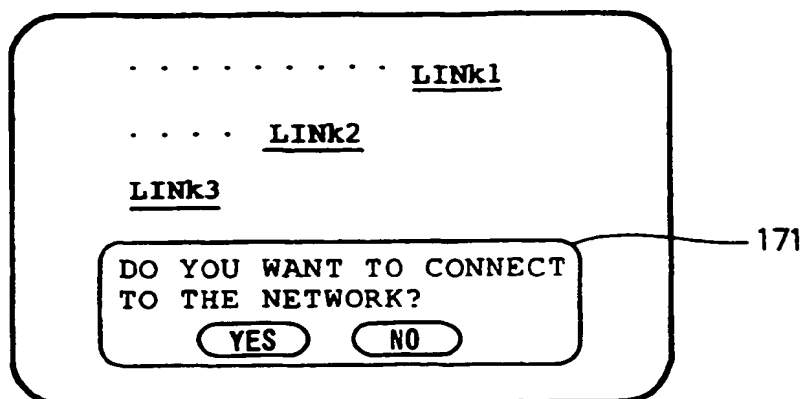 . . . . . . . . . . LINk1
. . . . LINk2
LINk3
DO YOU WANT TO CONNECT
TO THE NETWORK?
YES NO
171